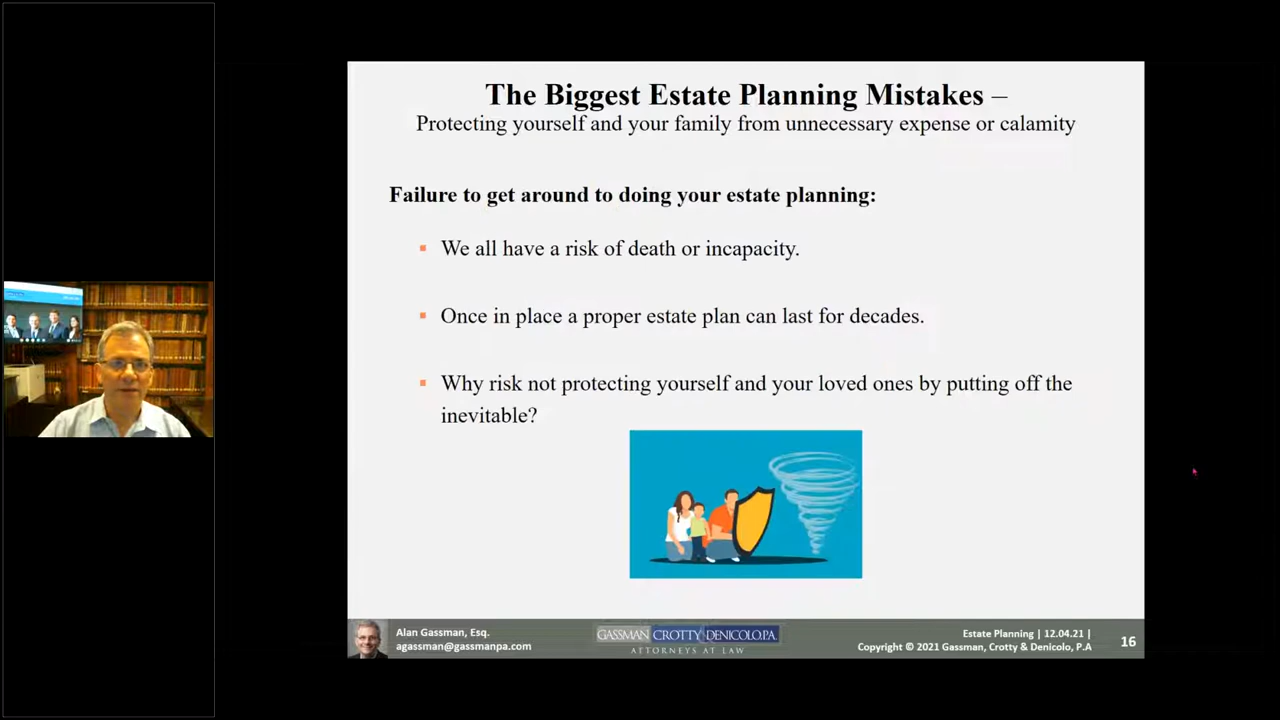 The Biggest Estate Planning Mistakes –
Protecting yourself and your family from unnecessary expense or calamity
Failure to get around to doing your estate planning:
We all have a risk of death or incapacity.
Once in place a proper estate plan can last for decades.
Why risk not protecting yourself and your loved ones by putting off the
inevitable?
Alan Gassman, Esq.
agassman@gassmanpa.com
GASSMAN CROTTY DENICOLO, P.A.
ATTORNEYS AT LAW
Estate Planning | 12.04.21 |
Copyright © 2021 Gassman, Crotty & Denicolo, P.A
16